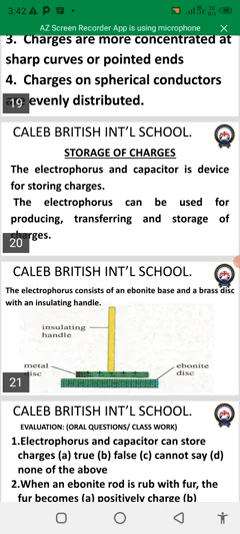 3:42
AZ Screen Recorder App is using microphone
3. Charges are more concentrated at
sharp curves or pointed ends
4. Charges on spherical conductors
evenly distributed.
19
CALEB BRITISH INT'L SCHOOL.
STORAGE OF CHARGES
The electrophorus and capacitor is device
for storing charges.
The electrophorus can be used for
producing, transferring and storage of
charges.
20
CALEB BRITISH INT'L SCHOOL.
The electrophorus consists of an ebonite base and a brass disc
with an insulating handle.
insulating
handle
metal
disc
ebonite
disc
21
CALEB BRITISH INT'L SCHOOL.
EVALUATION: (ORAL QUESTIONS/ CLASS WORK)
1.Electrophorus and capacitor can store
charges (a) true (b) false (c) cannot say (d)
none of the above
2.When an ebonite rod is rub with fur, the
fur becomes (a) positively charge (b)